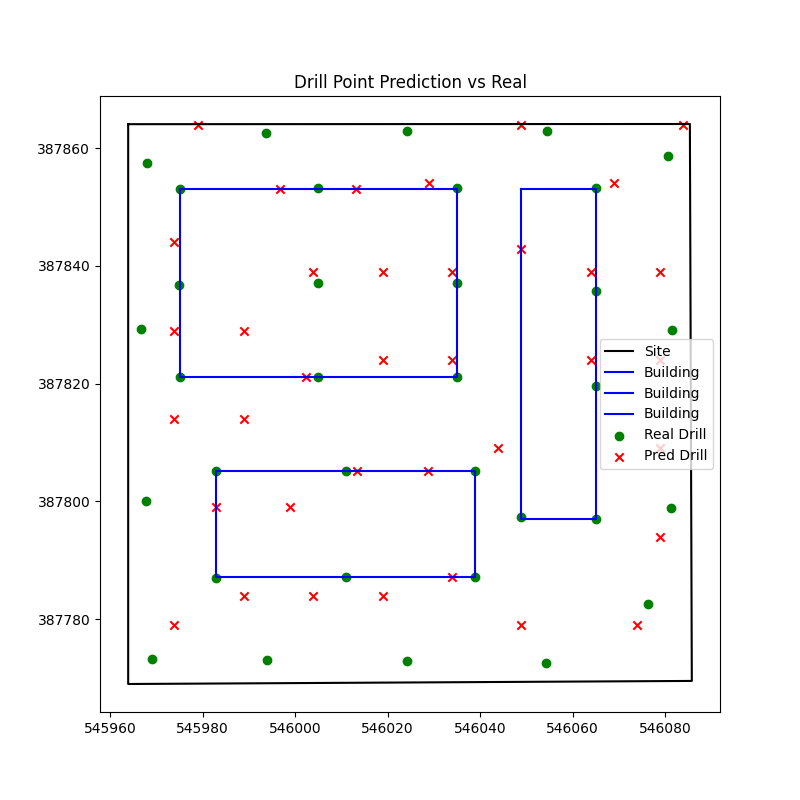 Drill Point Prediction vs Real
387860
387840
387820
387800
387780
545960 545980 546000 546020 546040 546060 546080
Site
Building
Building
Building
Real Drill
Pred Drill